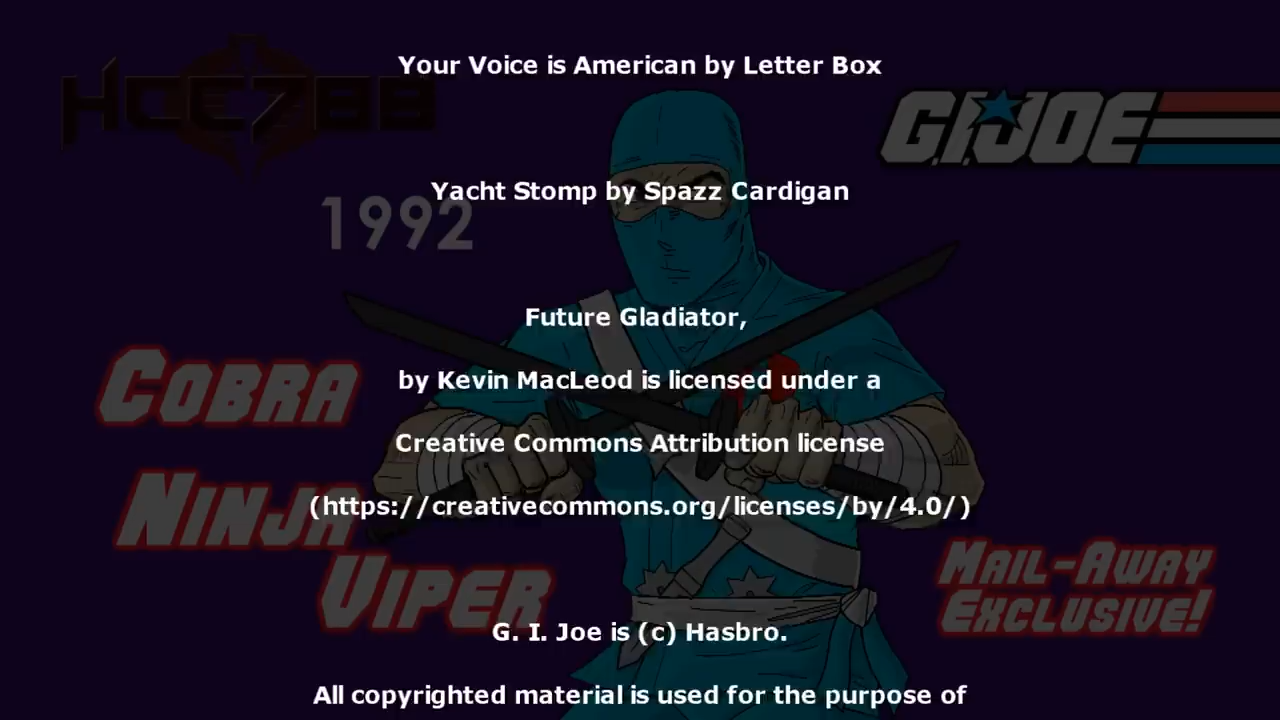 Your Voice is American by Letter Box
HCC788
G.I. JOE
Yacht Stomp by Spazz Cardigan
1992
Future Gladiator,
by Kevin MacLeod is licensed under a
Creative Commons Attribution license
(https://creativecommons.org/licenses/by/4.0/)
COBRA
NINJA
VIPER
MAIL-AWAY
EXCLUSIVE!
G. I. Joe is (c) Hasbro.
All copyrighted material is used for the purpose of